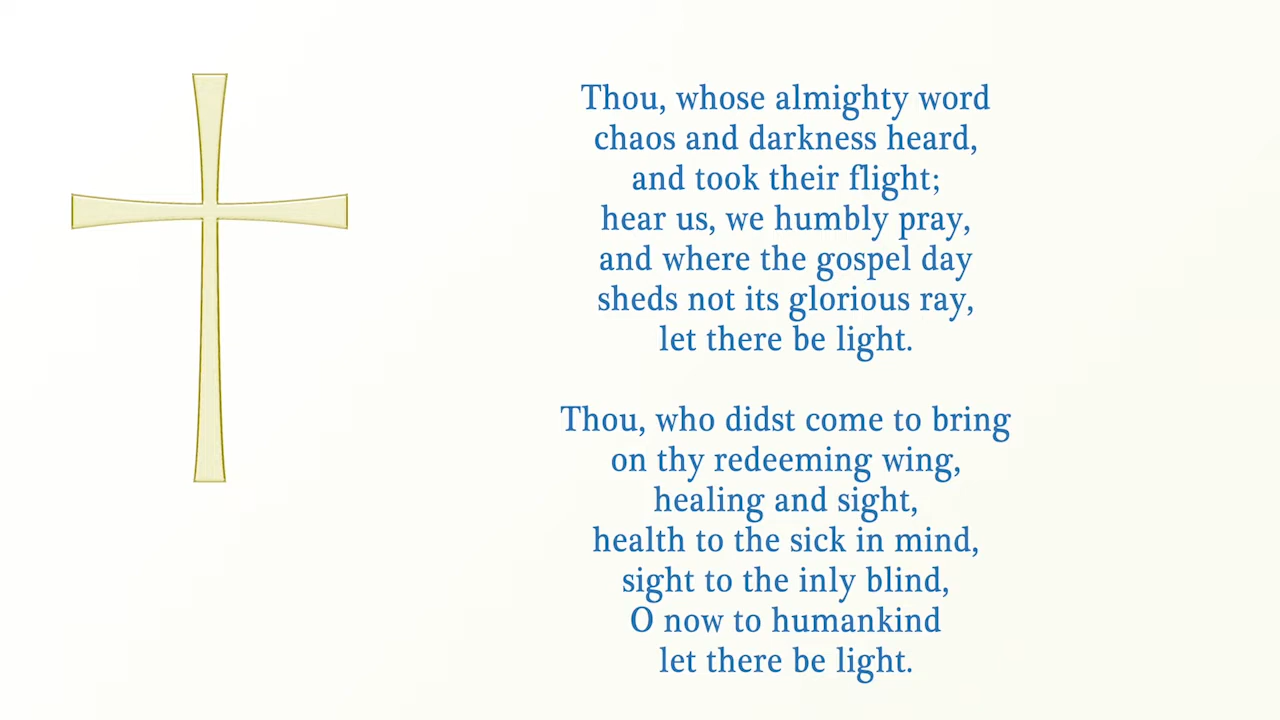 Thou, whose almighty word
chaos and darkness heard,
and took their flight;
hear us, we humbly pray,
and where the gospel day
sheds not its glorious ray,
let there be light.

Thou, who didst come to bring
on thy redeeming wing,
healing and sight,
health to the sick in mind,
sight to the inly blind,
O now to humankind
let there be light.